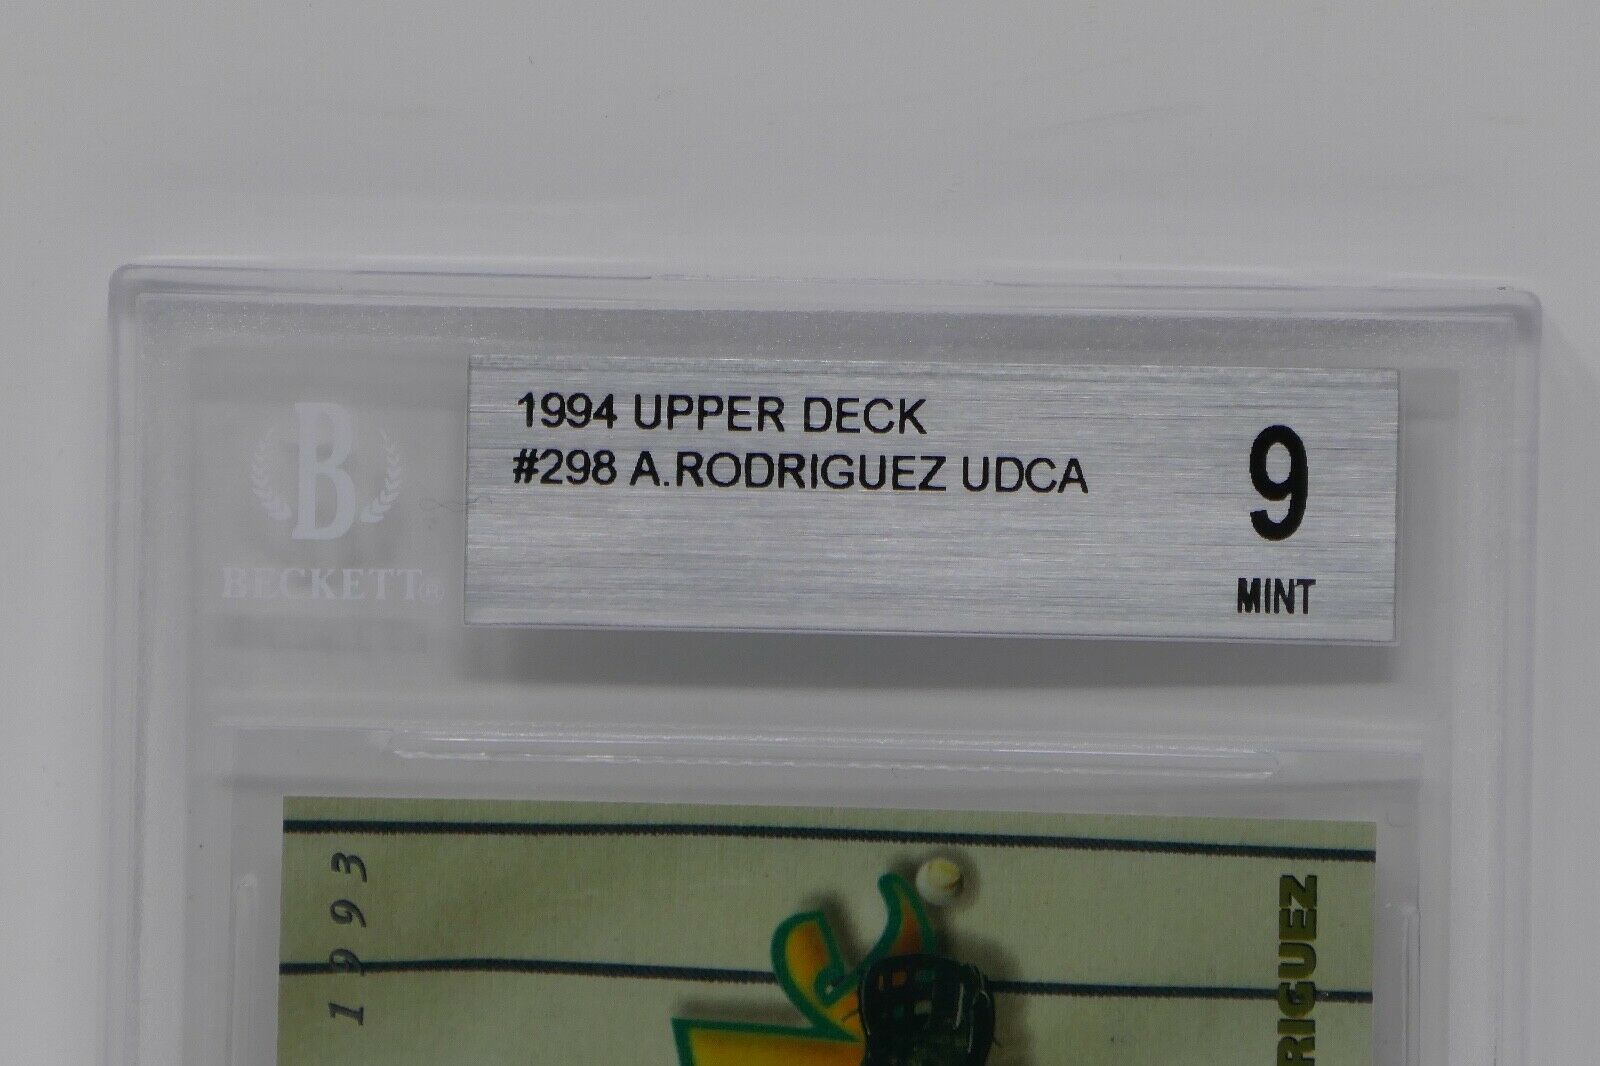 1994 UPPER DECK
#298 A.RODRIGUEZ UDCA
9
MINT
B
BECKETT®
1993
RIGUEZ